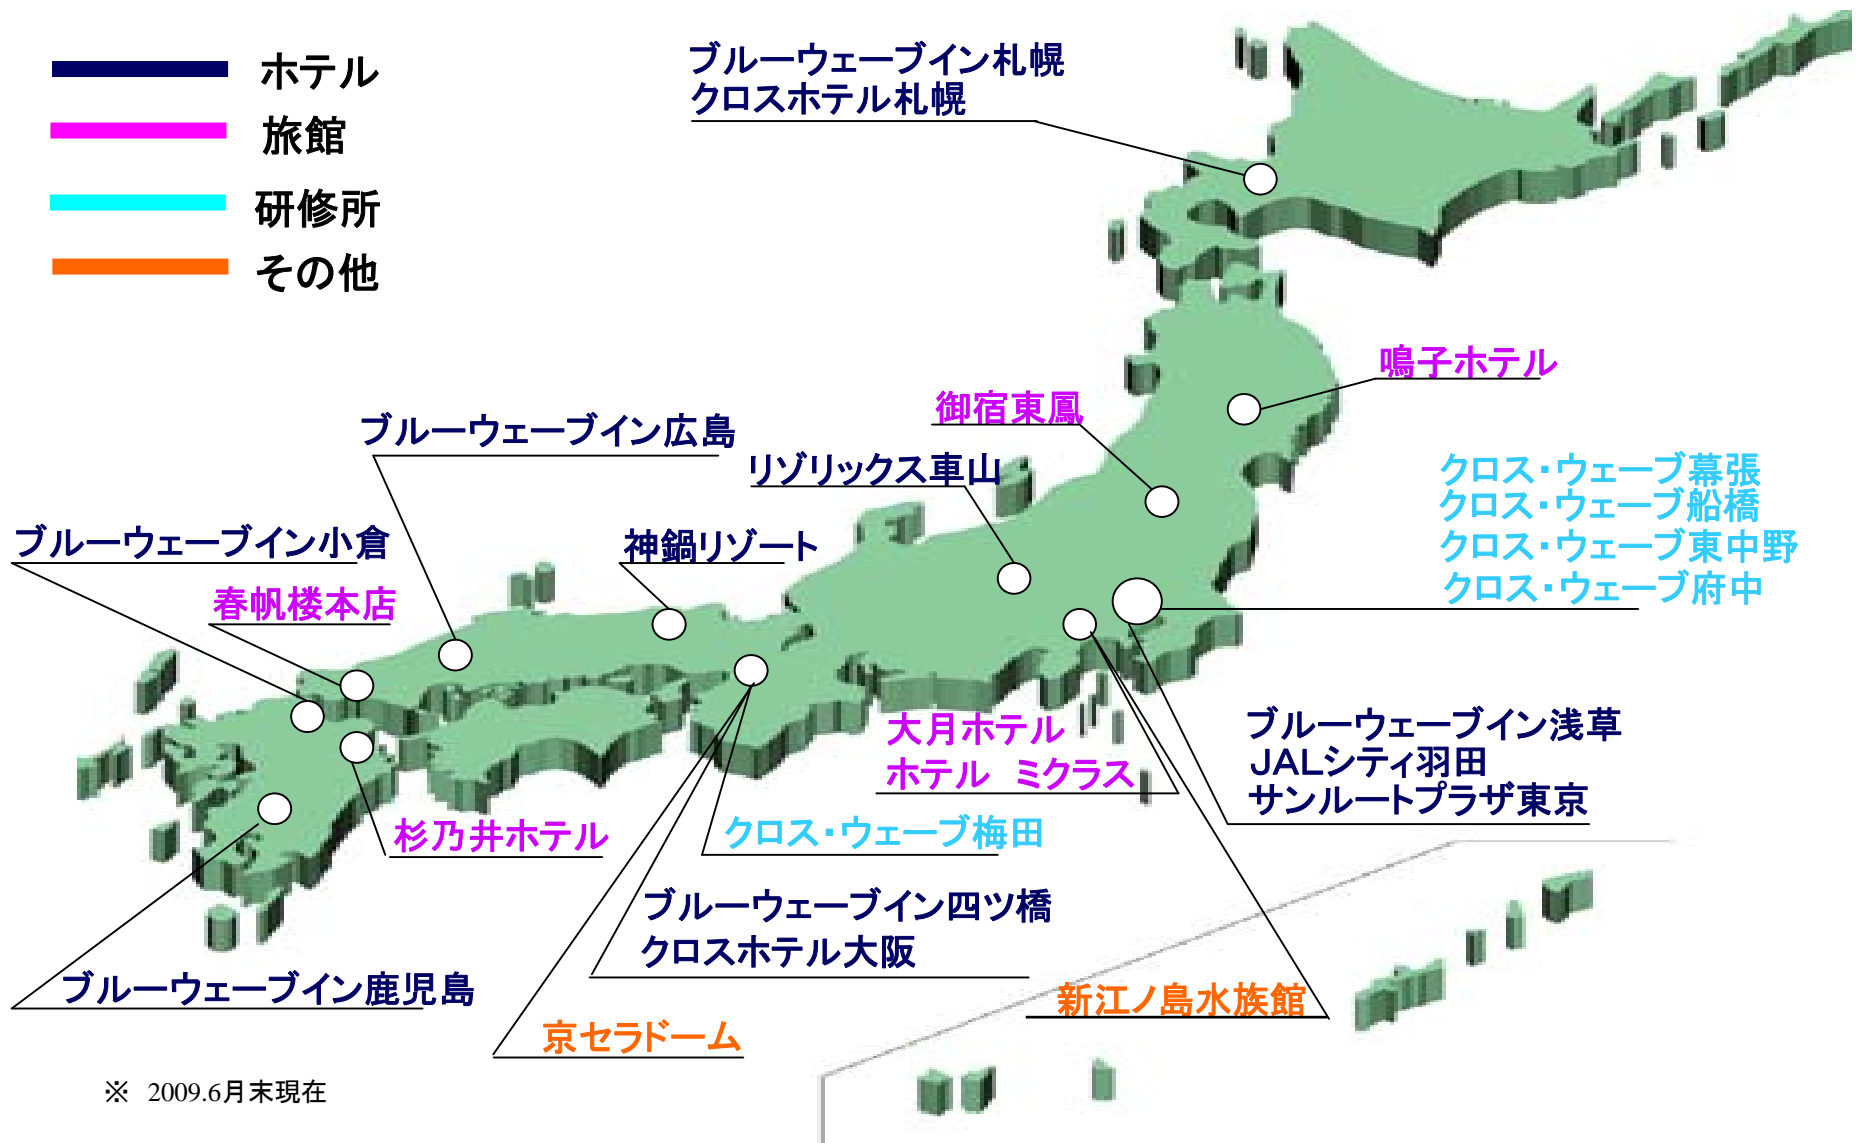 ホテル
旅館
研修所
その他
ブルーウェーブイン札幌
クロスホテル札幌
鳴子ホテル
御宿東鳳
ブルーウェーブイン広島
リゾリックス車山
クロス・ウェーブ幕張
クロス・ウェーブ船橋
クロス・ウェーブ東中野
クロス・ウェーブ府中
ブルーウェーブイン小倉
神鍋リゾート
春帆楼本店
大月ホテル
ホテル ミクラス
ブルーウェーブイン浅草
JALシティ羽田
サンルートプラザ東京
杉乃井ホテル
クロス・ウェーブ梅田
ブルーウェーブイン四ツ橋
クロスホテル大阪
ブルーウェーブイン鹿児島
新江ノ島水族館
京セラドーム
※ 2009.6月末現在